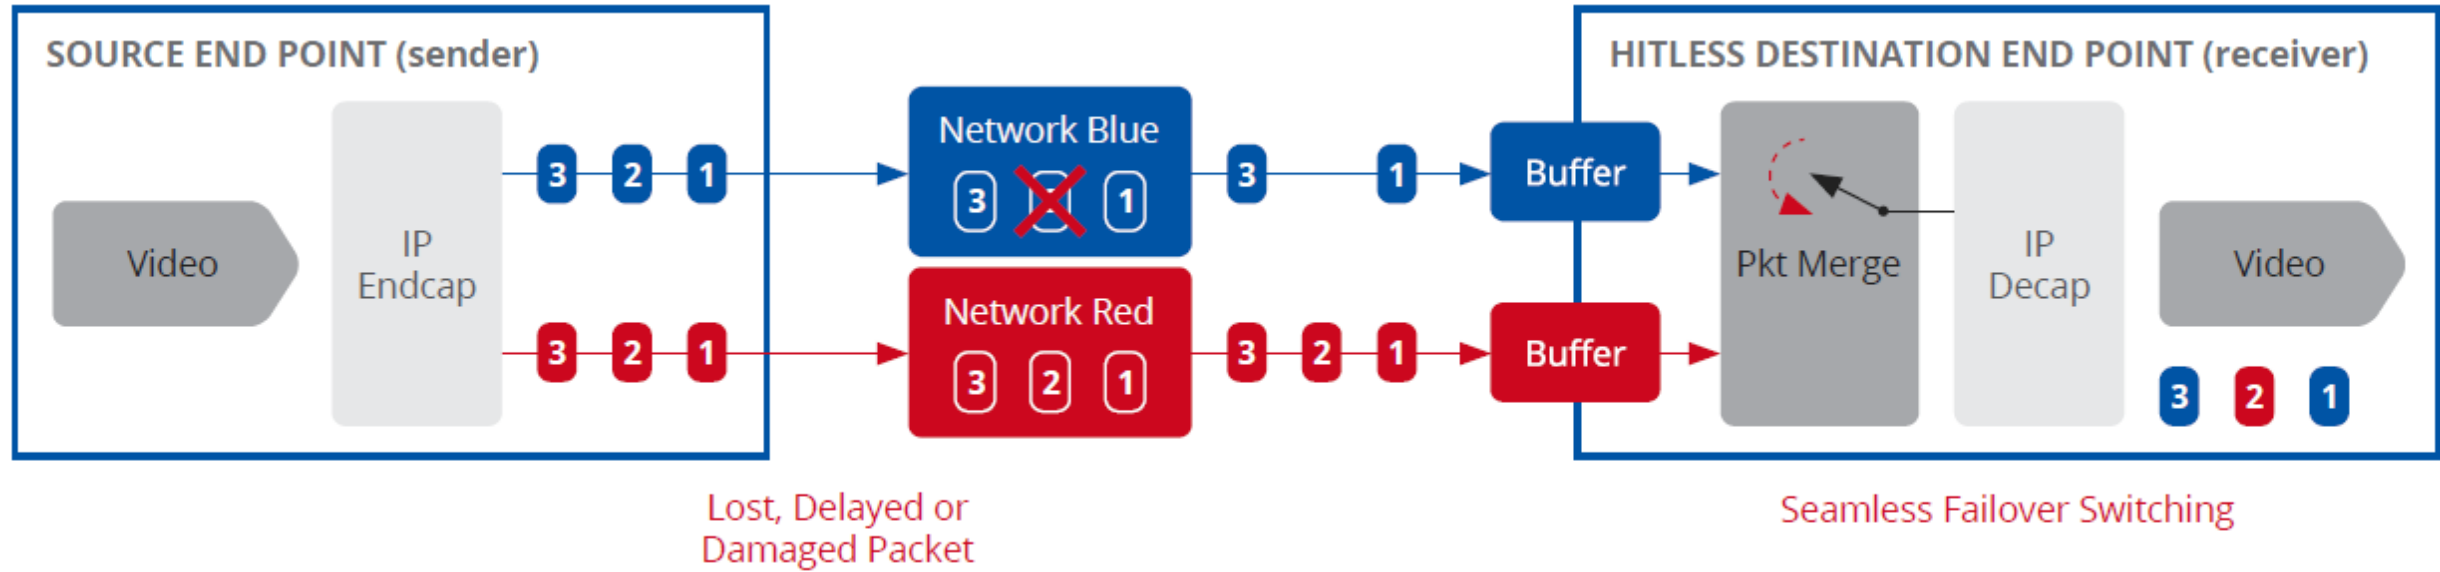 SOURCE END POINT (sender)
Video
IP
Endcap
3 2 1
3 2 1
Network Blue
3 1
Network Red
3 2 1
3 1
3 2 1
Buffer
Buffer
HITLESS DESTINATION END POINT (receiver)
Pkt Merge
IP
Decap
Video
3 2 1
Lost, Delayed or
Damaged Packet
Seamless Failover Switching